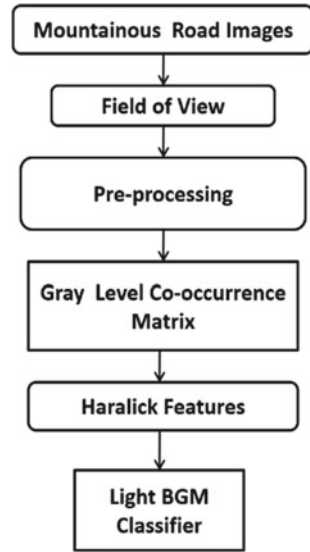 Mountainous Road Images
Field of View
Pre-processing
Gray Level Co-occurrence
Matrix
Haralick Features
Light BGM
Classifier